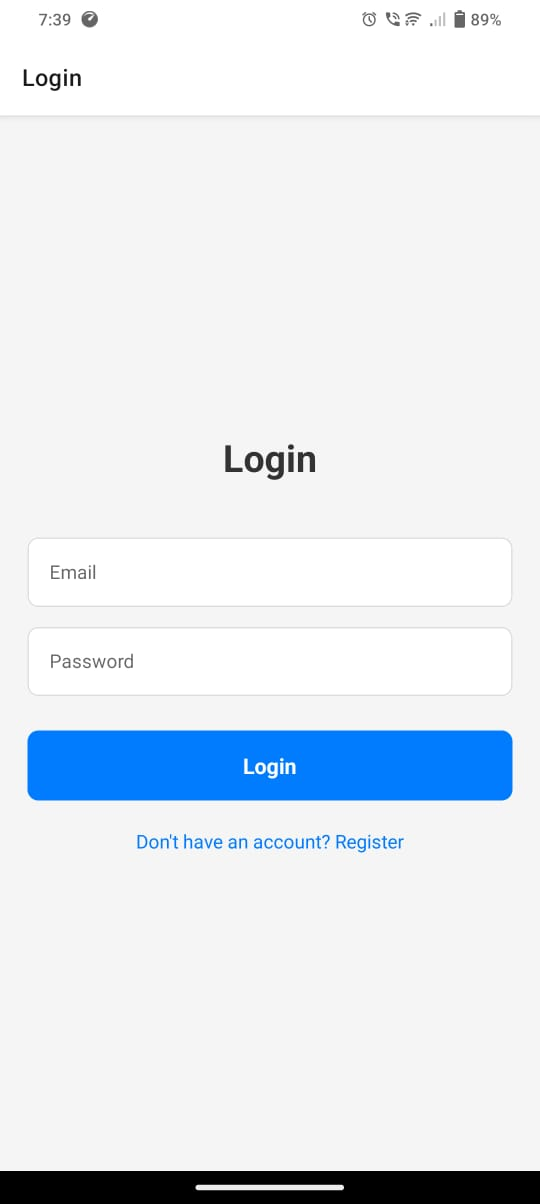 7:39 89%
Login
Login
Email
Password
Login
Don't have an account? Register